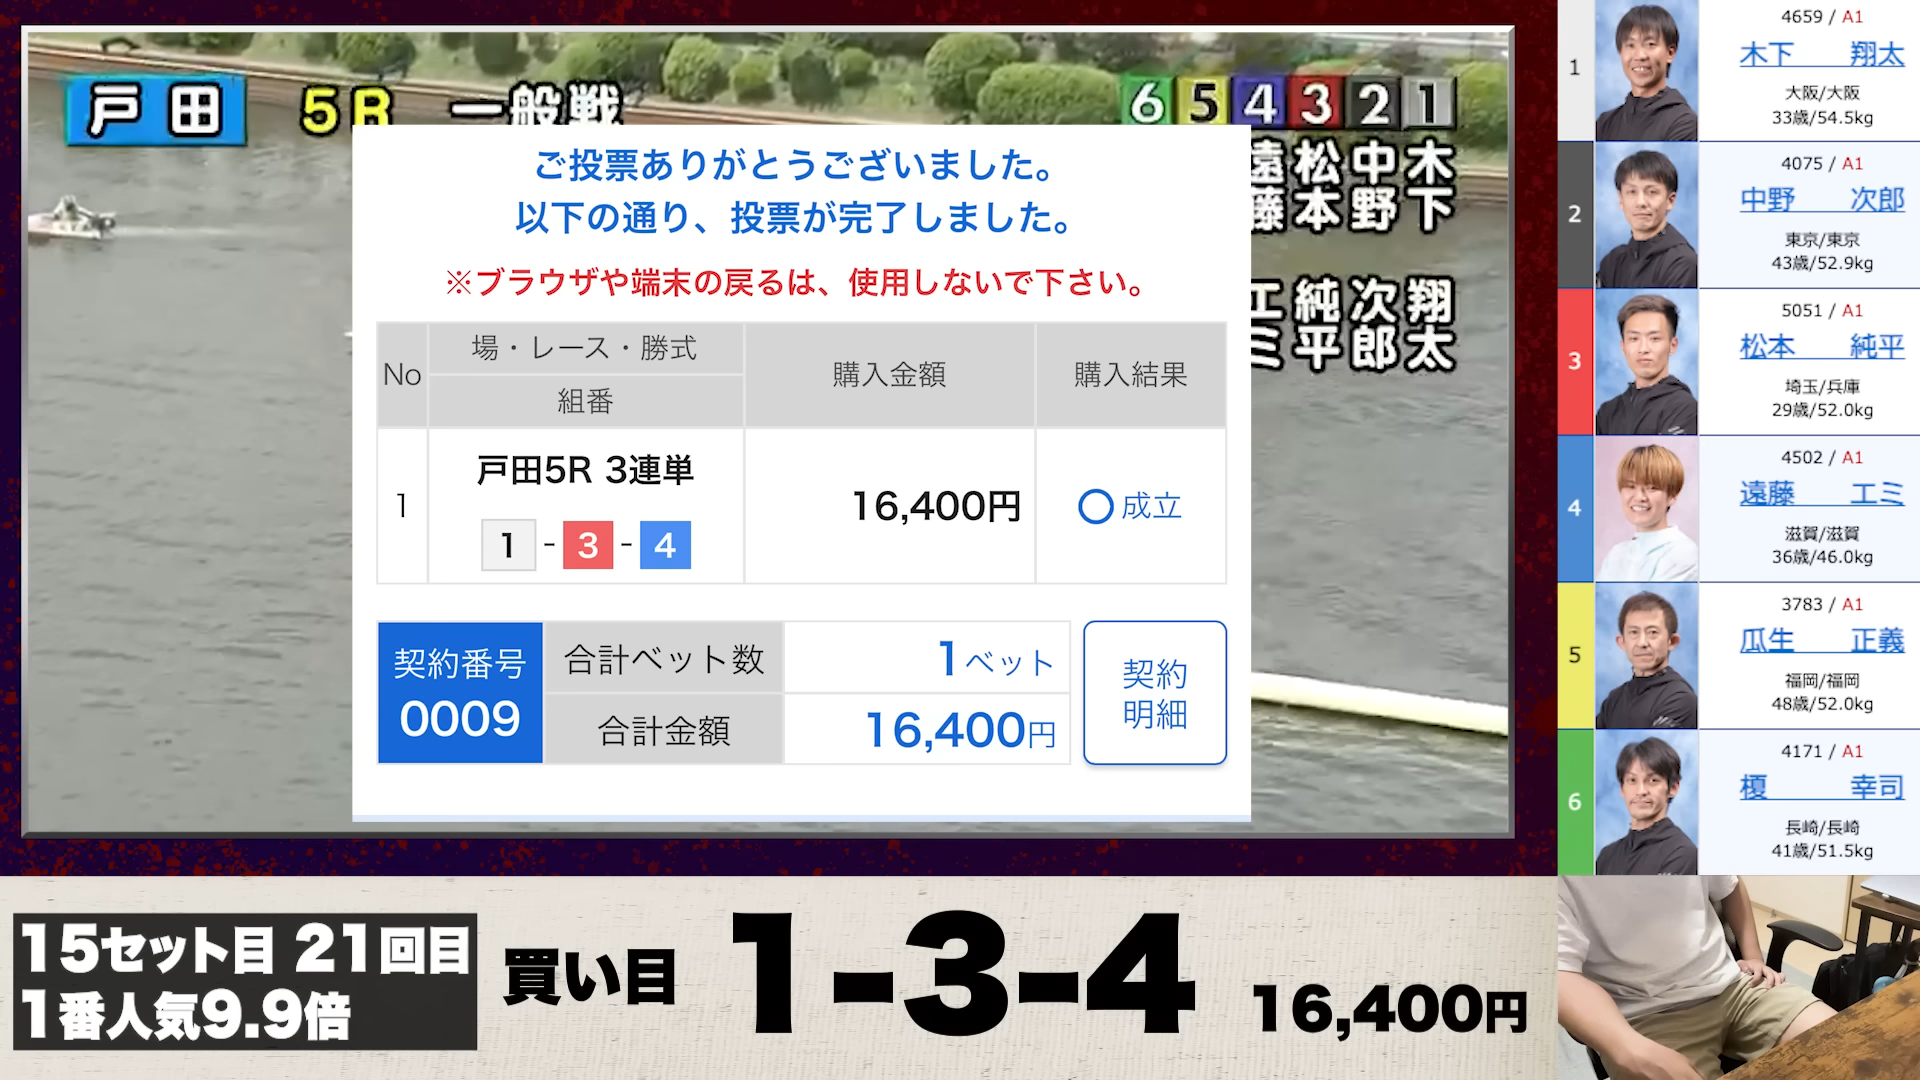 戸田 5R 一般戦
6 5 4 3 2 1
遠藤 松本 中野 木下
エミ 純平 次郎 翔太
ご投票ありがとうございました。
以下の通り、投票が完了しました。
※ブラウザや端末の戻るは、使用しないで下さい。
No 場・レース・勝式 購入金額 購入結果
組番
1 戸田5R 3連単 16,400円 成立
1 - 3 - 4
契約番号 0009
合計ベット数 1ベット
合計金額 16,400円
契約
明細
1
4659 / A1
木下 翔太
大阪/大阪
33歳/54.5kg
2
4075 / A1
中野 次郎
東京/東京
43歳/52.9kg
3
5051 / A1
松本 純平
埼玉/兵庫
29歳/52.0kg
4
4502 / A1
遠藤 エミ
滋賀/滋賀
36歳/46.0kg
5
3783 / A1
瓜生 正義
福岡/福岡
48歳/52.0kg
6
4171 / A1
榎 幸司
長崎/長崎
41歳/51.5kg
15セット目 21回目
1番人気9.9倍
買い目 1-3-4 16,400円